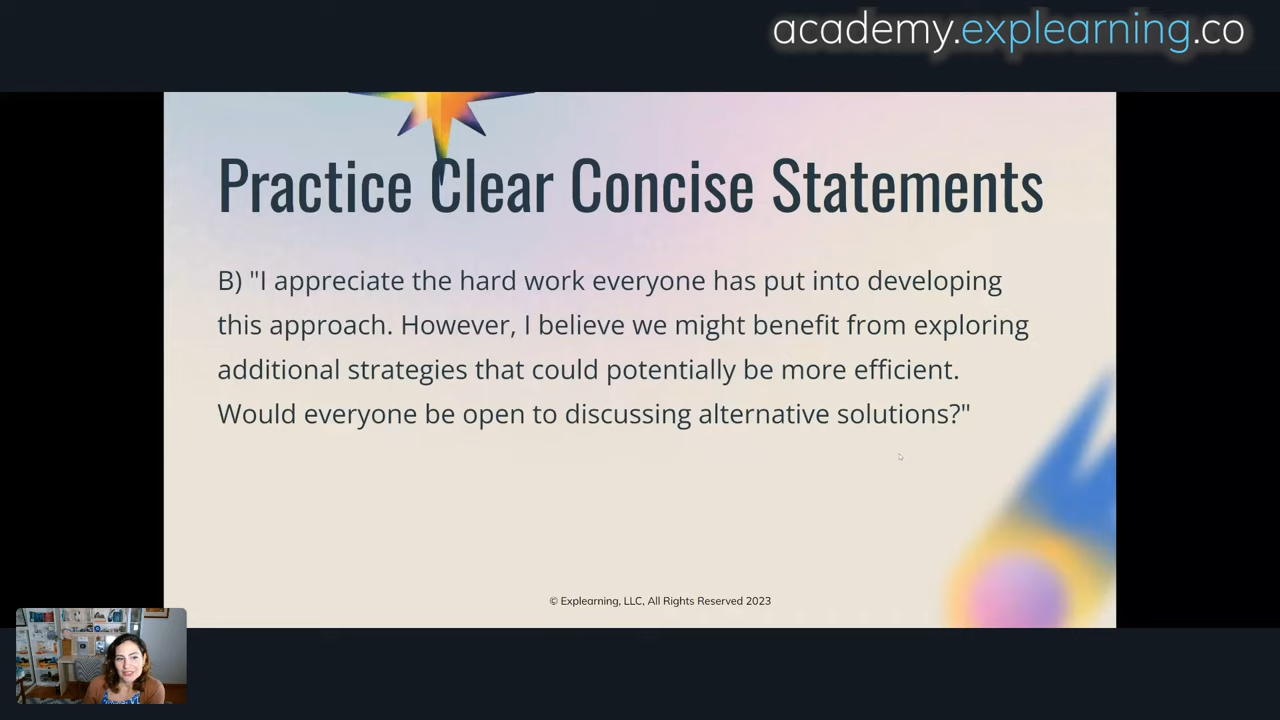 academy.explearning.co
Practice Clear Concise Statements
B) "I appreciate the hard work everyone has put into developing
this approach. However, I believe we might benefit from exploring
additional strategies that could potentially be more efficient.
Would everyone be open to discussing alternative solutions?"
© Explearning, LLC, All Rights Reserved 2023